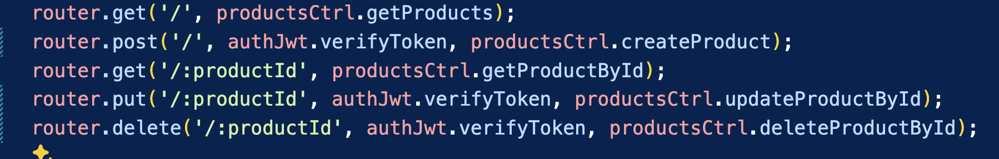 router.get('/', productsCtrl.getProducts);
router.post('/', authJwt.verifyToken, productsCtrl.createProduct);
router.get('/:productId', productsCtrl.getProductById);
router.put('/:productId', authJwt.verifyToken, productsCtrl.updateProductById);
router.delete('/:productId', authJwt.verifyToken, productsCtrl.deleteProductById);